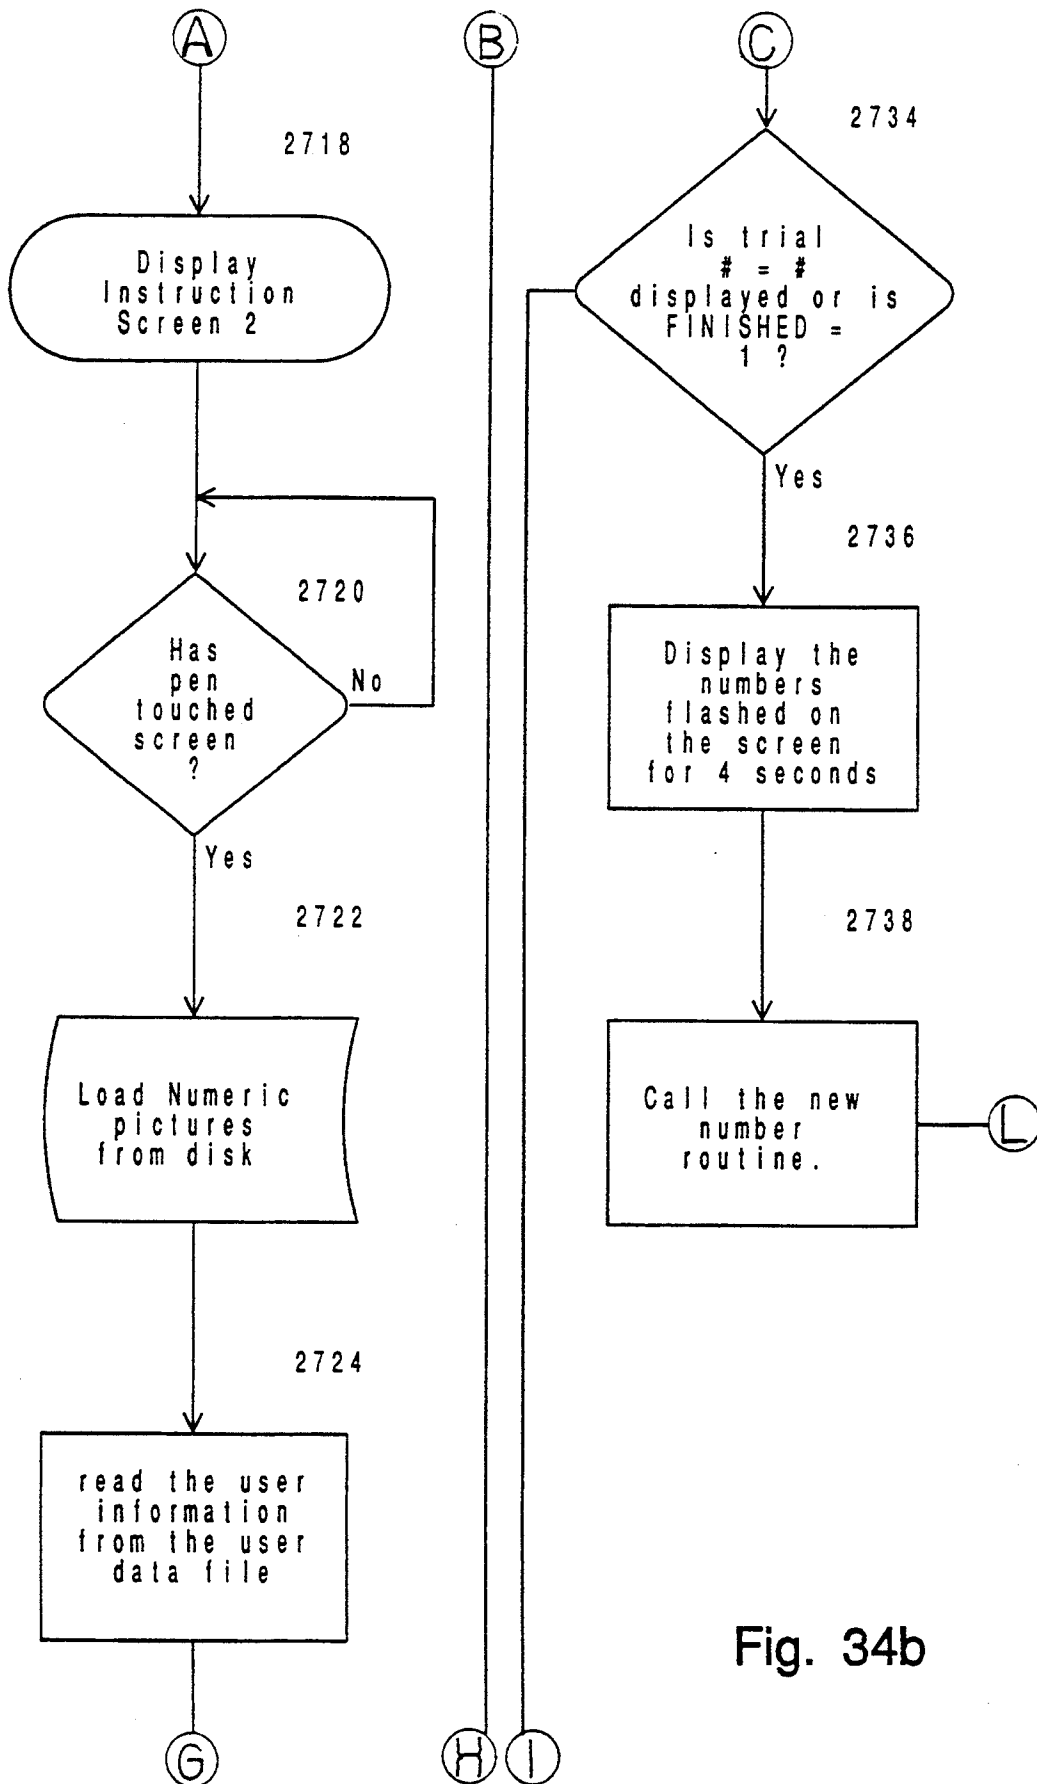 A
2718
Display
Instruction
Screen 2
2720
Has
pen
touched
screen
?
No
Yes
2722
Load Numeric
pictures
from disk
2724
read the user
information
from the user
data file
G
B
H
C
2734
Is trial
# = #
displayed or is
FINISHED =
1 ?
Yes
2736
Display the
numbers
flashed on
the screen
for 4 seconds
2738
Call the new
number
routine.
L
I
Fig. 34b